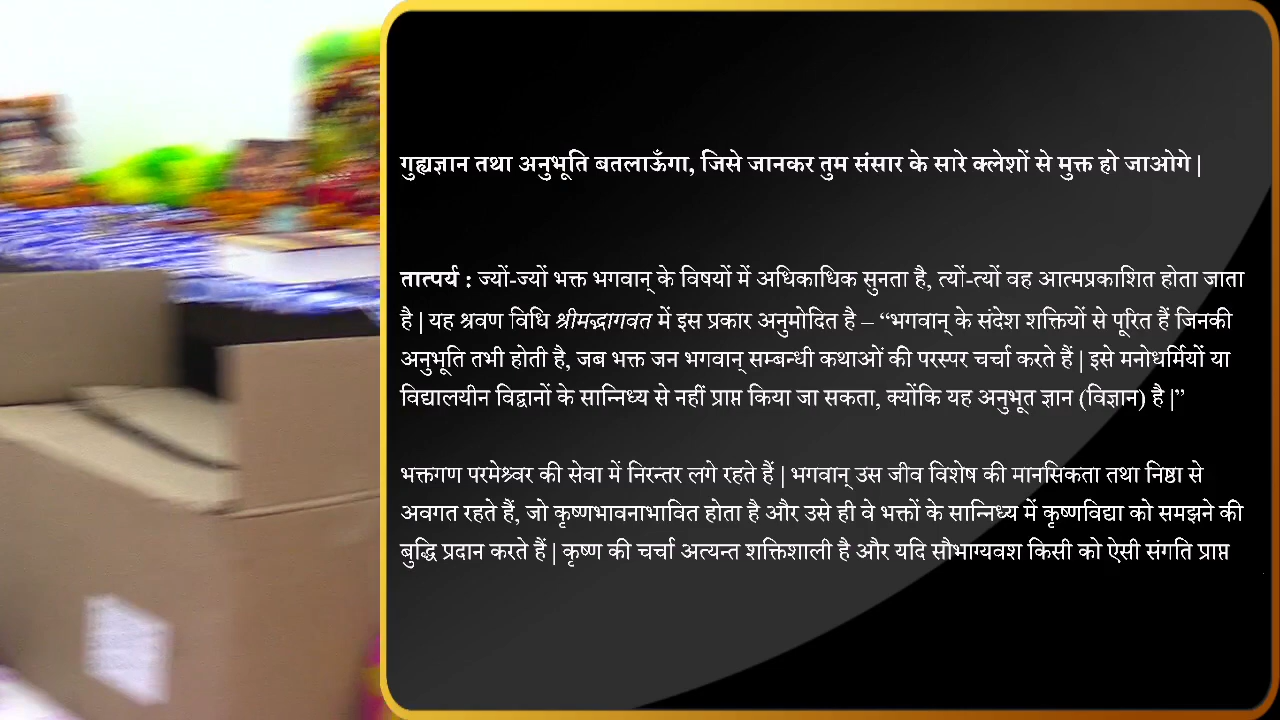 गुह्यज्ञान तथा अनुभूति बतलाऊँगा, जिसे जानकर तुम संसार के सारे क्लेशों से मुक्त हो जाओगे |
तात्पर्य : ज्यों-ज्यों भक्त भगवान् के विषयों में अधिकाधिक सुनता है, त्यों-त्यों वह आत्मप्रकाशित होता जाता
है | यह श्रवण विधि श्रीमद्भागवत में इस प्रकार अनुमोदित है – “भगवान् के संदेश शक्तियों से पूरित हैं जिनकी
अनुभूति तभी होती है, जब भक्त जन भगवान् सम्बन्धी कथाओं की परस्पर चर्चा करते हैं | इसे मनोधर्मियों या
विद्यालयीन विद्वानों के सान्निध्य से नहीं प्राप्त किया जा सकता, क्योंकि यह अनुभूत ज्ञान (विज्ञान) है |”
भक्तगण परमेश्र्वर की सेवा में निरन्तर लगे रहते हैं | भगवान् उस जीव विशेष की मानसिकता तथा निष्ठा से
अवगत रहते हैं, जो कृष्णभावनाभावित होता है और उसे ही वे भक्तों के सान्निध्य में कृष्णविद्या को समझने की
बुद्धि प्रदान करते हैं | कृष्ण की चर्चा अत्यन्त शक्तिशाली है और यदि सौभाग्यवश किसी को ऐसी संगति प्राप्त